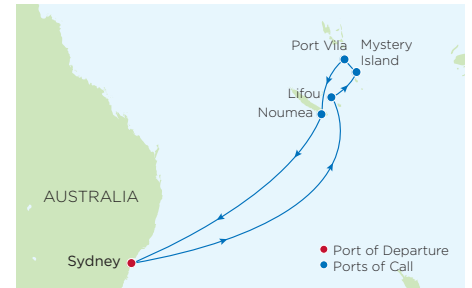 Port Vila
Mystery
Island
Lifou
Noumea
AUSTRALIA
Sydney
Port of Departure
Ports of Call